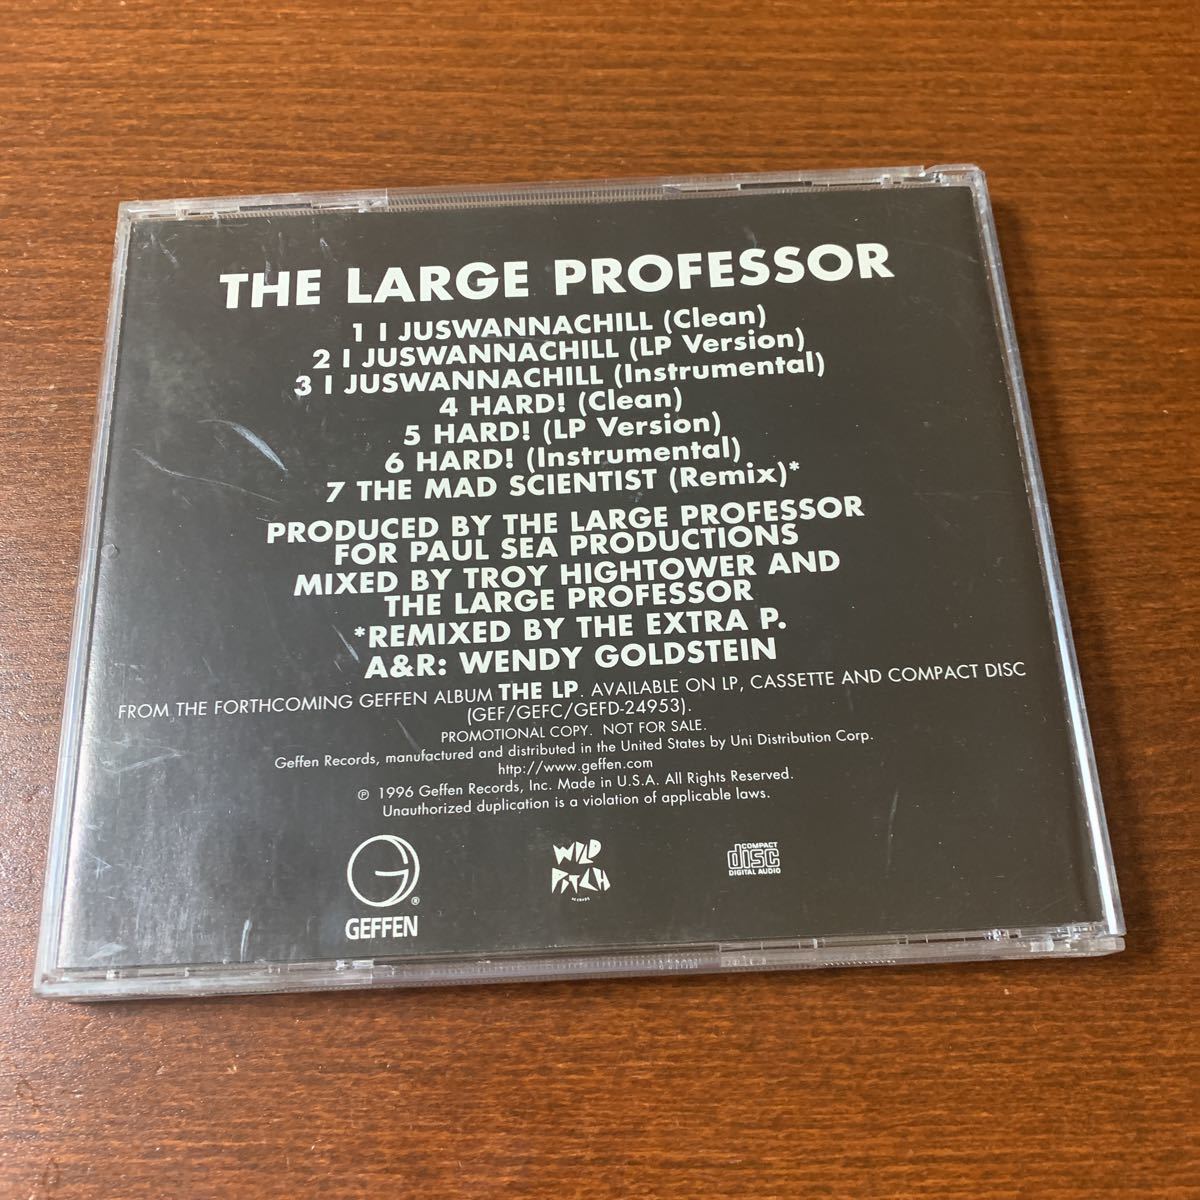 THE LARGE PROFESSOR
1 I JUSWANNACHILL (Clean)
2 I JUSWANNACHILL (LP Version)
3 I JUSWANNACHILL (Instrumental)
4 HARD! (Clean)
5 HARD! (LP Version)
6 HARD! (Instrumental)
7 THE MAD SCIENTIST (Remix)*
PRODUCED BY THE LARGE PROFESSOR
FOR PAUL SEA PRODUCTIONS
MIXED BY TROY HIGHTOWER AND
THE LARGE PROFESSOR
*REMIXED BY THE EXTRA P.
A&R: WENDY GOLDSTEIN
FROM THE FORTHCOMING GEFFEN ALBUM THE LP. AVAILABLE ON LP, CASSETTE AND COMPACT DISC
(GEF/GEFC/GEFD-24953).
PROMOTIONAL COPY. NOT FOR SALE.
Geffen Records, manufactured and distributed in the United States by Uni Distribution Corp.
http://www.geffen.com
℗ 1996 Geffen Records, Inc. Made in U.S.A. All Rights Reserved.
Unauthorized duplication is a violation of applicable laws.
GEFFEN ®
WILD
PITCH
RECORDS
COMPACT
disc
DIGITAL AUDIO